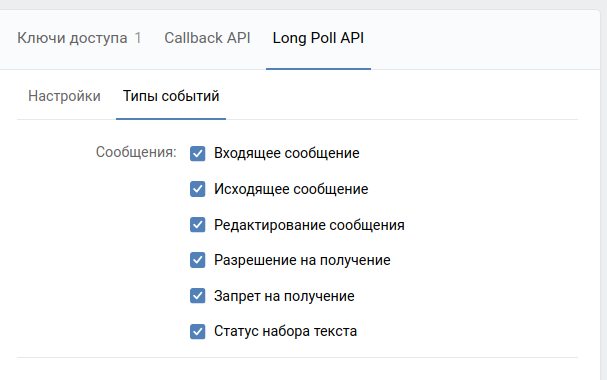 Ключи доступа 1 Callback API Long Poll API
Настройки Типы событий
Сообщения: Входящее сообщение
Исходящее сообщение
Редактирование сообщения
Разрешение на получение
Запрет на получение
Статус набора текста